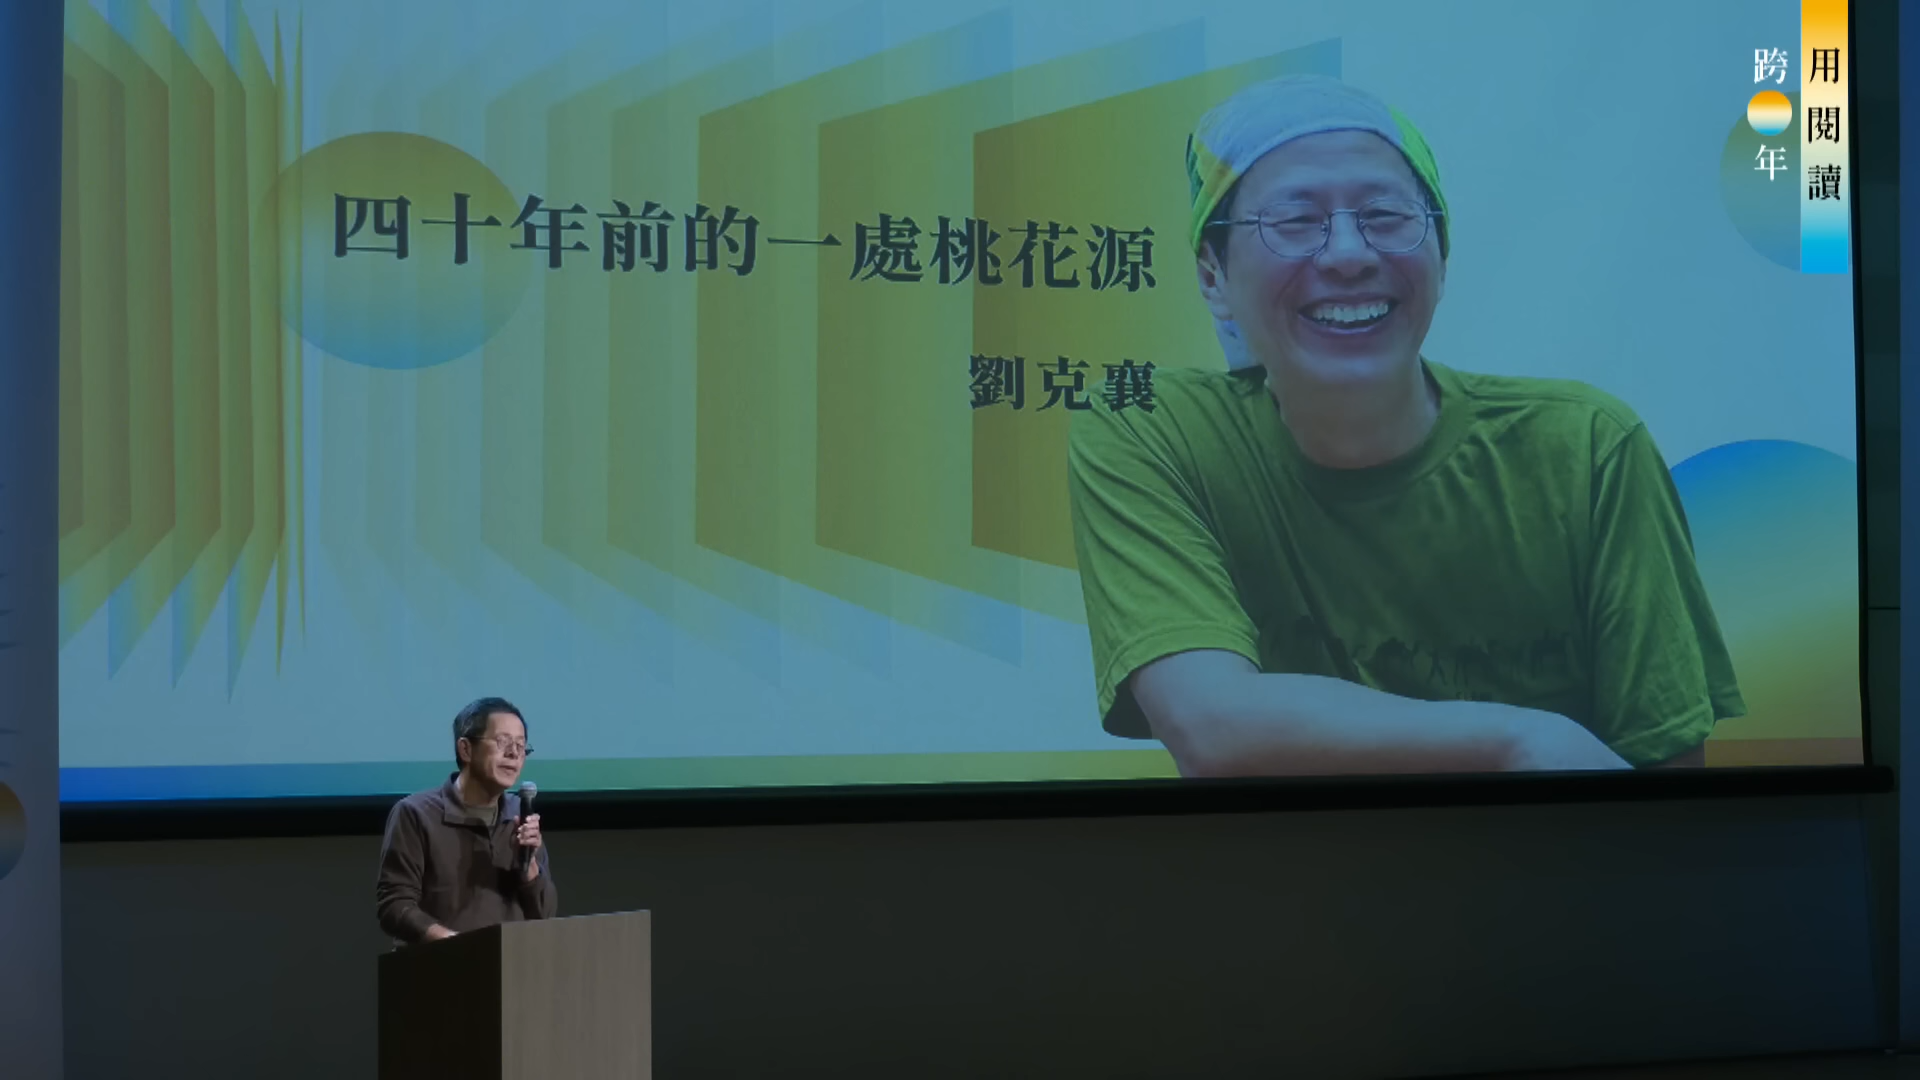 四十年前的一處桃花源
劉克襄
用閱讀
跨年